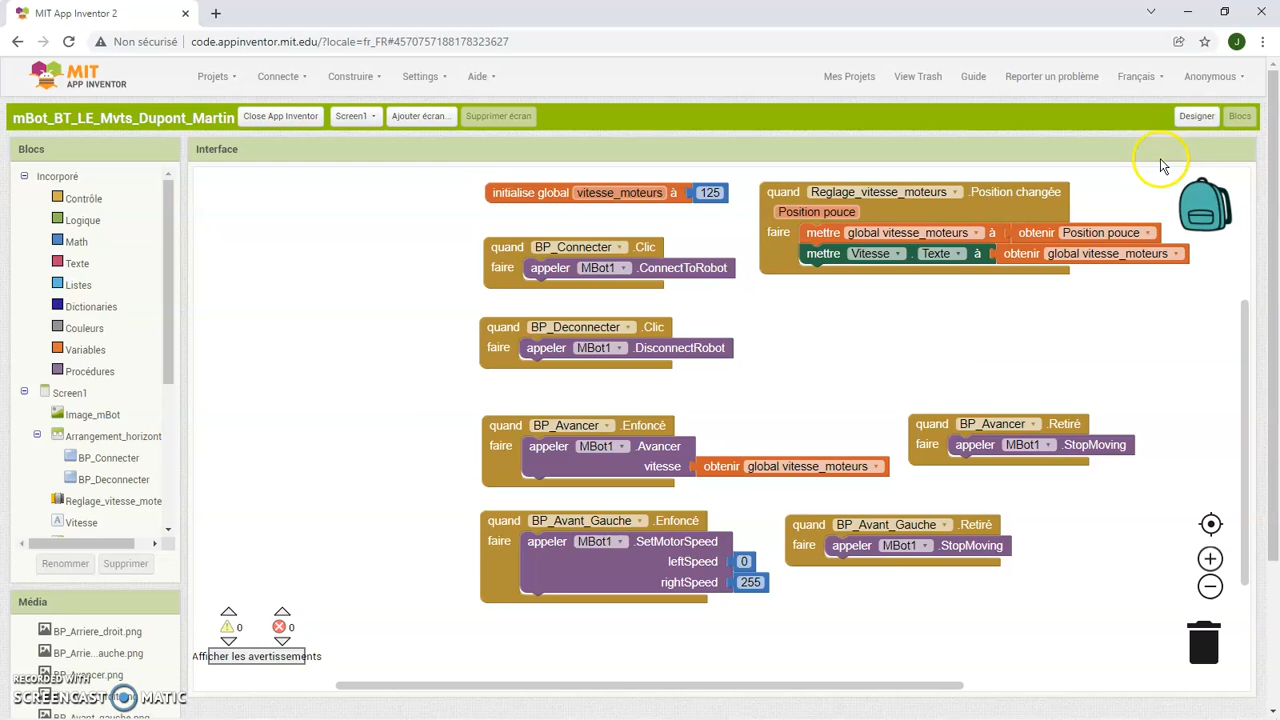 MIT App Inventor 2
Non sécurisé code.appinventor.mit.edu/?locale=fr_FR#4570757188178323627
J
MIT
APP INVENTOR
Projets Connecte Construire Settings Aide Mes Projets View Trash Guide Reporter un problème Français Anonymous
mBot_BT_LE_Mvts_Dupont_Martin Close App Inventor Screen1 Ajouter écran... Supprimer écran Designer Blocs
Blocs
Interface
Incorporé
Contrôle
Logique
Math
Texte
Listes
Dictionaries
Couleurs
Variables
Procédures
Screen1
Image_mBot
Arrangement_horizont
BP_Connecter
BP_Deconnecter
Reglage_vitesse_mote
Vitesse
Renommer Supprimer
Média
BP_Arriere_droit.png
BP_Arrie...auche.png
initialise global vitesse_moteurs à 125
quand Reglage_vitesse_moteurs .Position changée
Position pouce
faire mettre global vitesse_moteurs à obtenir Position pouce
mettre Vitesse . Texte à obtenir global vitesse_moteurs
quand BP_Connecter .Clic
faire appeler MBot1 .ConnectToRobot
quand BP_Deconnecter .Clic
faire appeler MBot1 .DisconnectRobot
quand BP_Avancer .Enfoncé
faire appeler MBot1 .Avancer
vitesse obtenir global vitesse_moteurs
quand BP_Avancer .Retiré
faire appeler MBot1 .StopMoving
quand BP_Avant_Gauche .Enfoncé
faire appeler MBot1 .SetMotorSpeed
leftSpeed 0
rightSpeed 255
quand BP_Avant_Gauche .Retiré
faire appeler MBot1 .StopMoving
0 0
Afficher les avertissements
RECORDED WITH
SCREENCAST MATIC